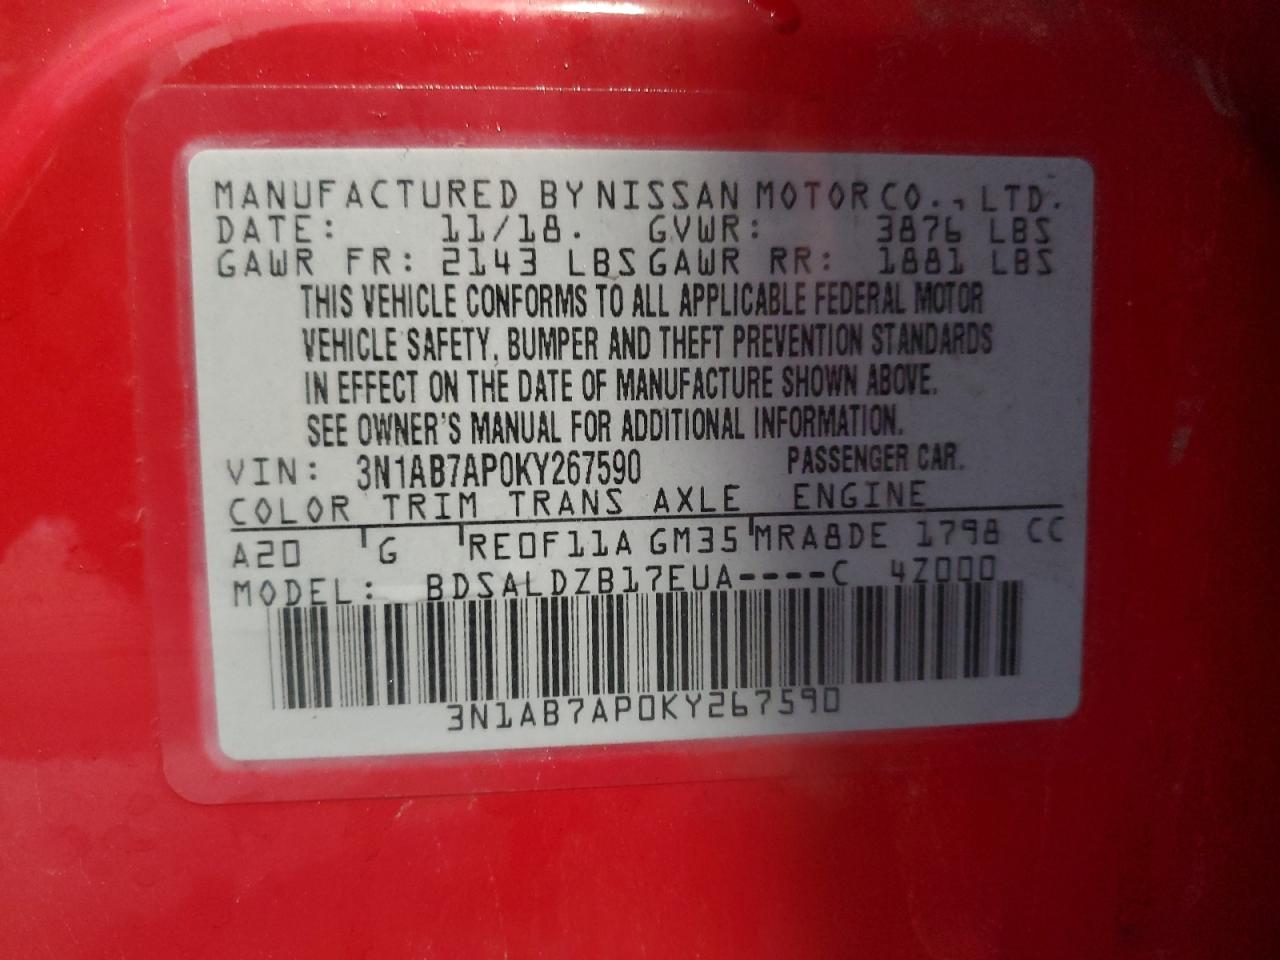 MANUFACTURED BY NISSAN MOTOR CO., LTD.
DATE: 11/18. GVWR: 3876 LBS
GAWR FR: 2143 LBS GAWR RR: 1881 LBS
THIS VEHICLE CONFORMS TO ALL APPLICABLE FEDERAL MOTOR
VEHICLE SAFETY, BUMPER AND THEFT PREVENTION STANDARDS
IN EFFECT ON THE DATE OF MANUFACTURE SHOWN ABOVE.
SEE OWNER'S MANUAL FOR ADDITIONAL INFORMATION.
VIN: 3N1AB7AP0KY267590 PASSENGER CAR.
COLOR TRIM TRANS AXLE ENGINE
A20 G RE0F11A GM35 MRA8DE 1798 CC
MODEL: BDSALDZB17EUA----C 4Z000
3N1AB7AP0KY267590